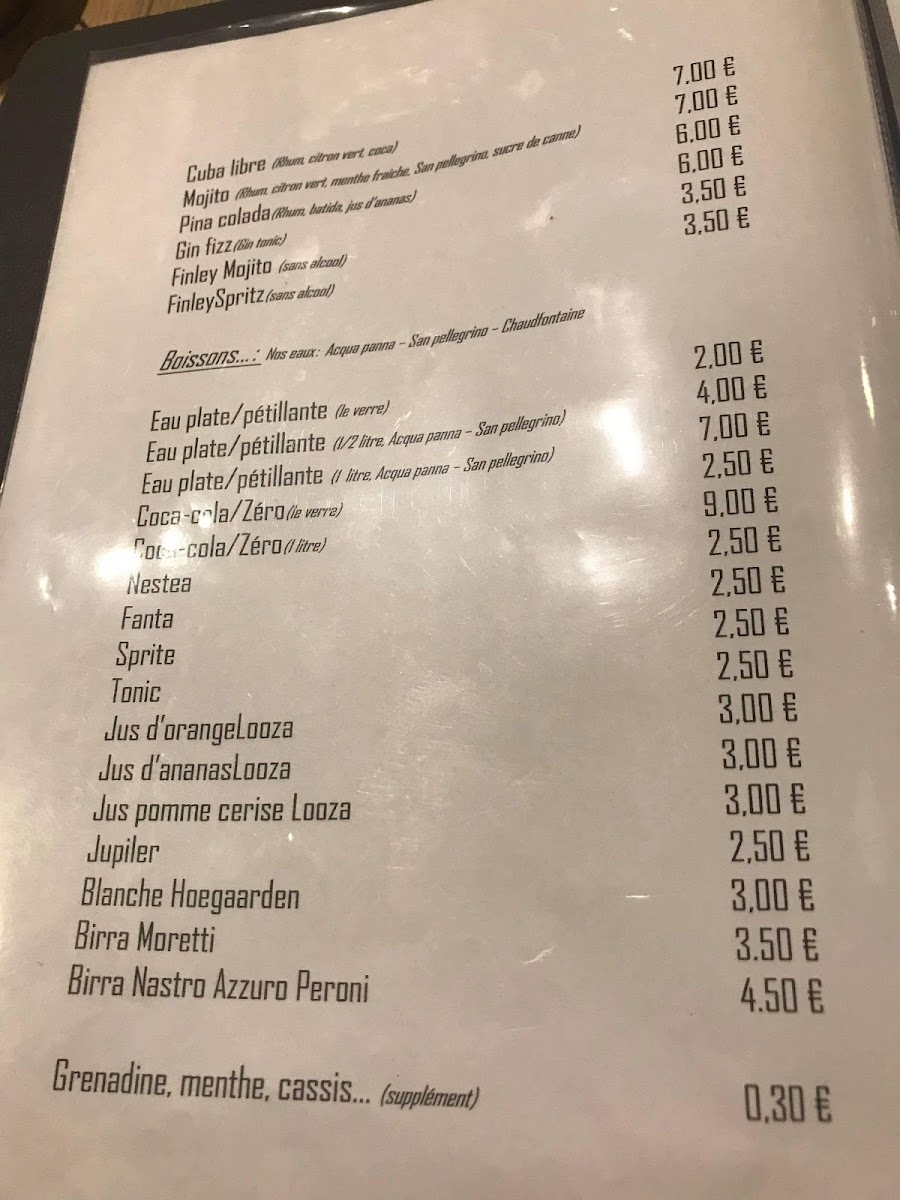 Cuba libre (Rhum, citron vert, coca) 7,00 €
Mojito (Rhum, citron vert, menthe fraiche, San pellegrino, sucre de canne) 7,00 €
Pina colada (Rhum, batida, jus d'ananas) 6,00 €
Gin fizz (Gin tonic) 6,00 €
Finley Mojito (sans alcool) 3,50 €
FinleySpritz (sans alcool) 3,50 €
Boissons... : Nos eaux : Acqua panna – San pellegrino – Chaudfontaine
Eau plate/pétillante (le verre) 2,00 €
Eau plate/pétillante (1/2 litre, Acqua panna – San pellegrino) 4,00 €
Eau plate/pétillante (1 litre, Acqua panna – San pellegrino) 7,00 €
Coca-cola/Zéro (le verre) 2,50 €
Coca-cola/Zéro (1 litre) 9,00 €
Nestea 2,50 €
Fanta 2,50 €
Sprite 2,50 €
Tonic 2,50 €
Jus d'orangeLooza 3,00 €
Jus d'ananasLooza 3,00 €
Jus pomme cerise Looza 3,00 €
Jupiler 2,50 €
Blanche Hoegaarden 3,00 €
Birra Moretti 3.50 €
Birra Nastro Azzuro Peroni 4.50 €
Grenadine, menthe, cassis... (supplément) 0,30 €